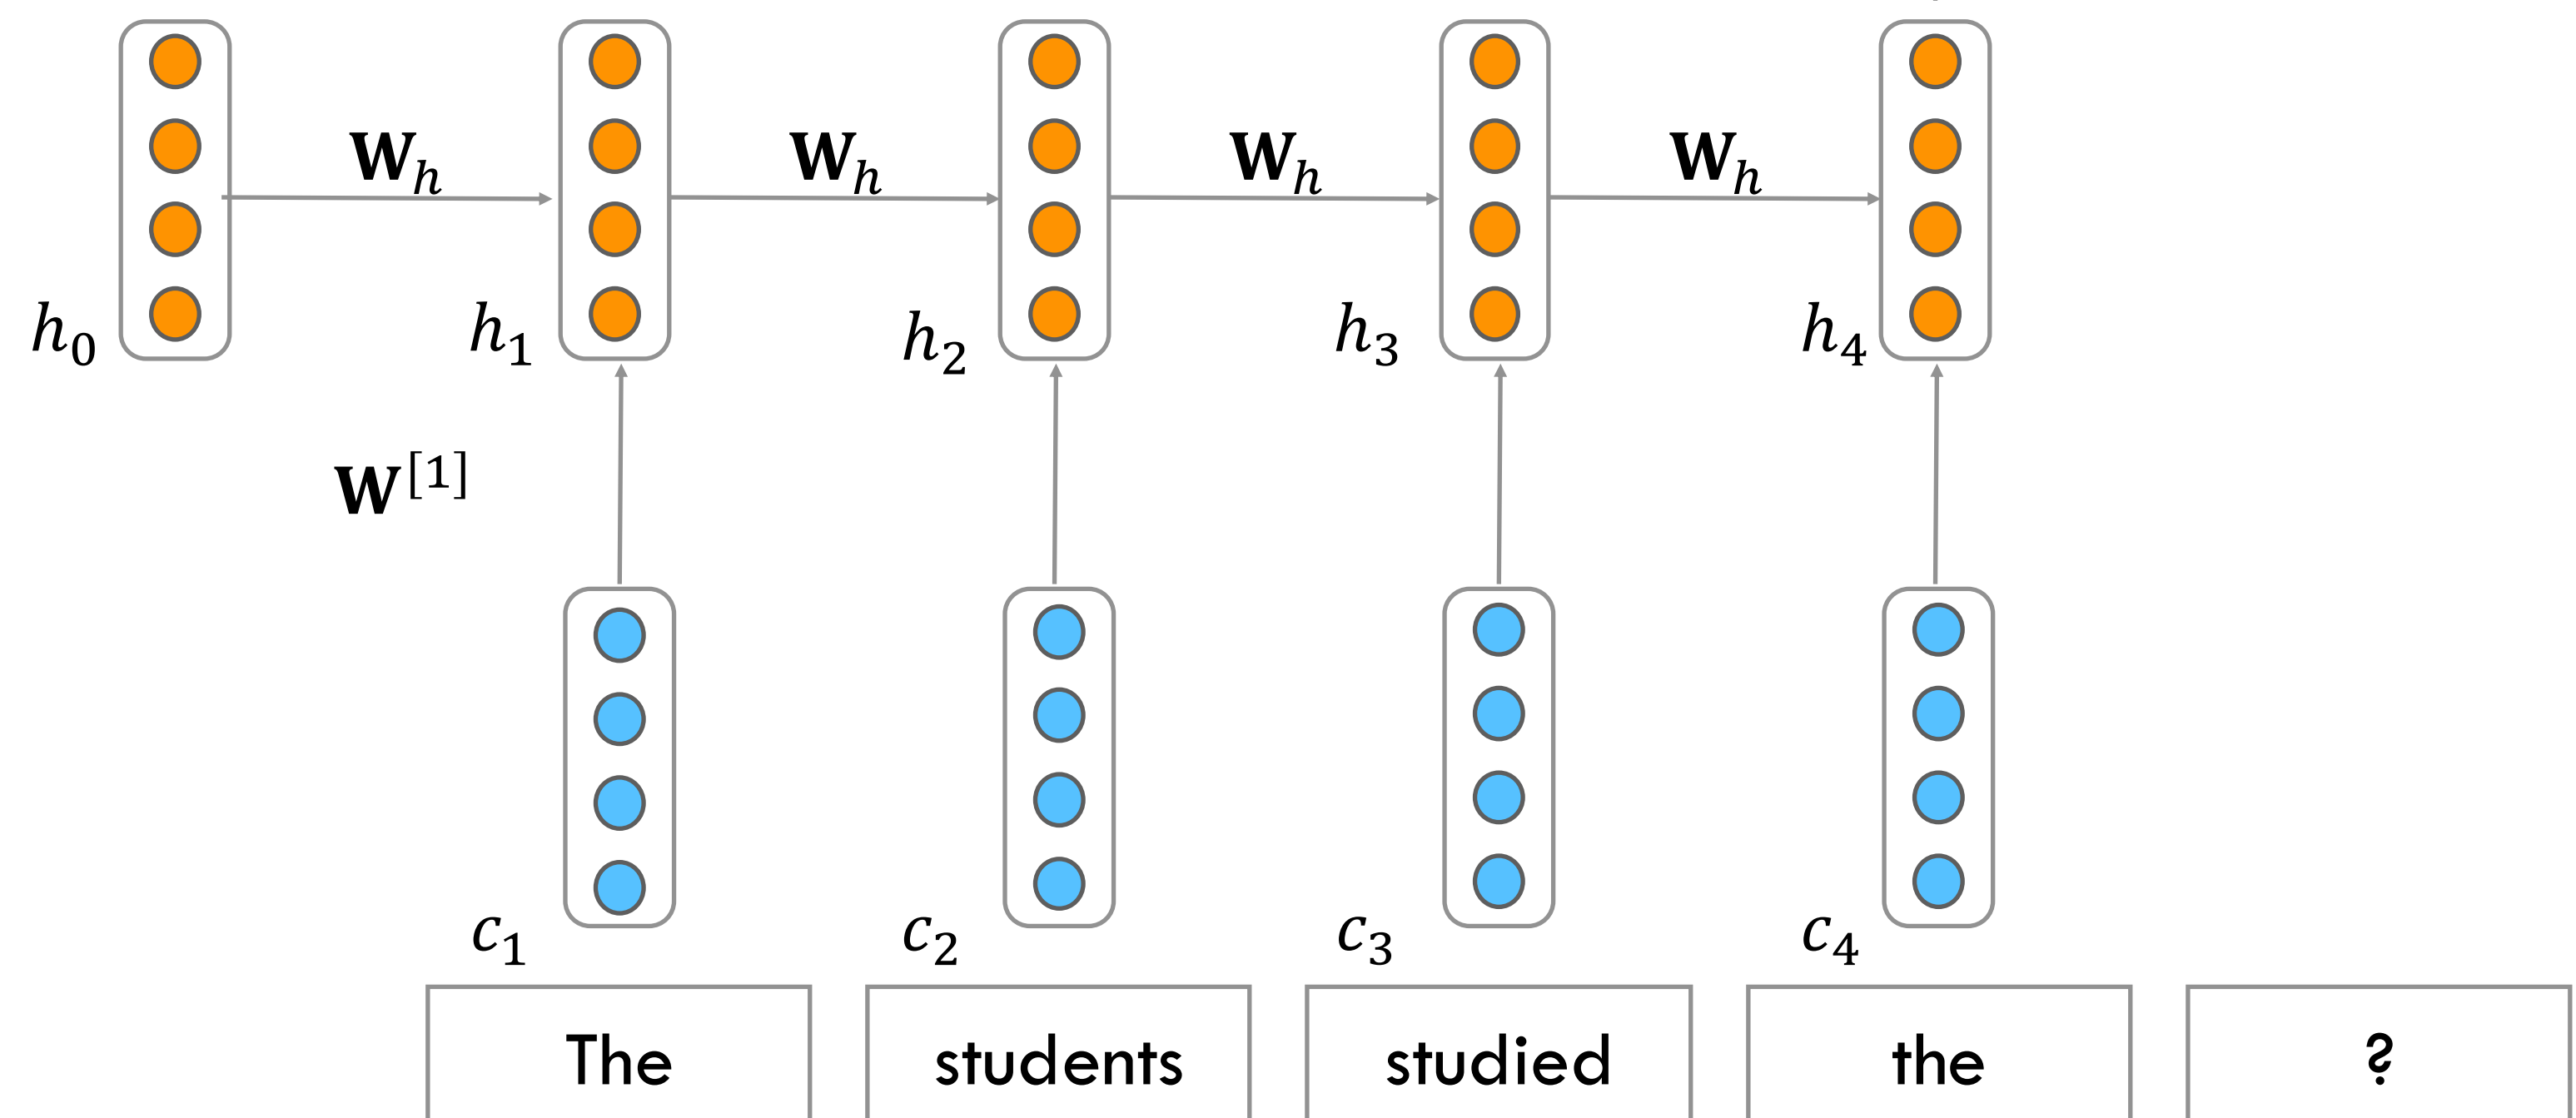 W_h W_h W_h W_h
h_0 h_1 h_2 h_3 h_4
W^[1]
c_1 c_2 c_3 c_4
The students studied the ?